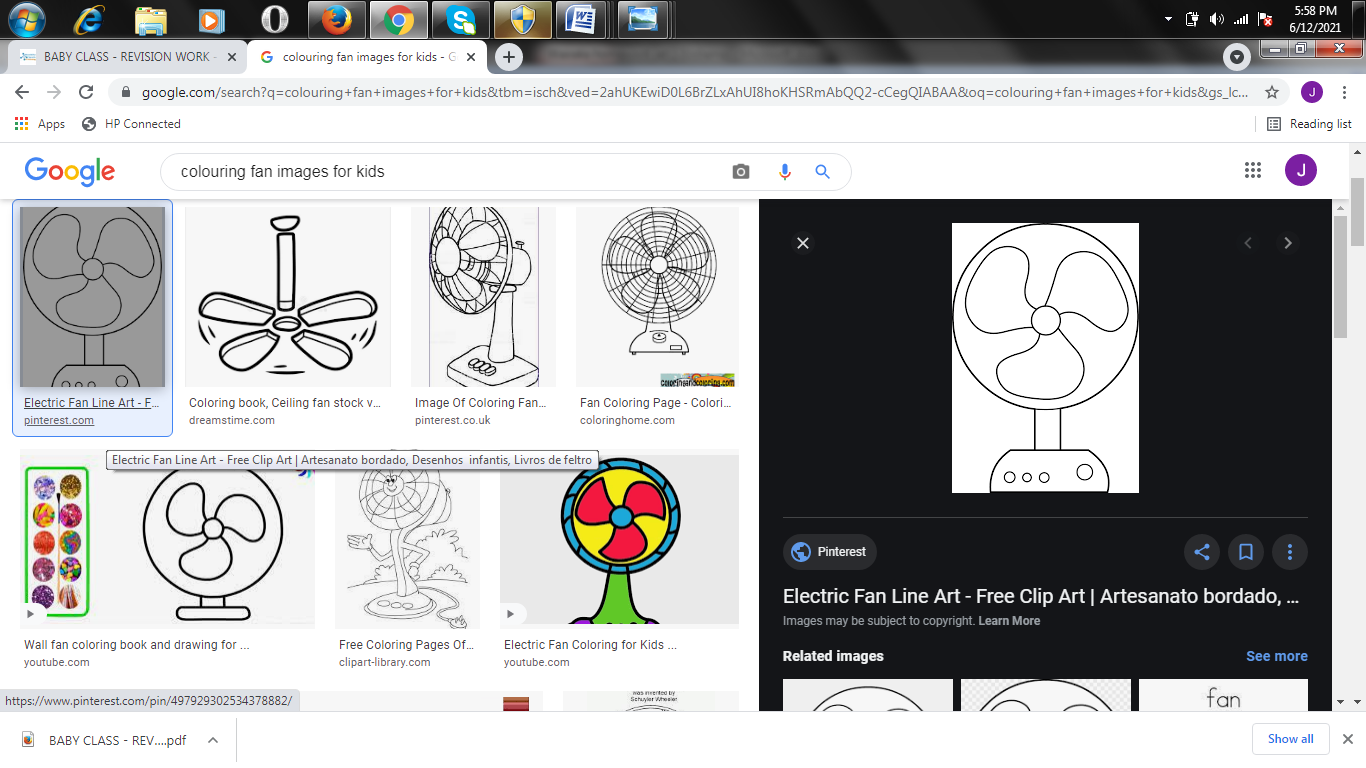 5:58 PM
6/12/2021
BABY CLASS - REVISION WORK -
colouring fan images for kids - G
google.com/search?q=colouring+fan+images+for+kids&tbm=isch&ved=2ahUKEwiD0L6BrZLxAhUI8hoKHSRmAbQQ2-cCegQIABAA&oq=colouring+fan+images+for+kids&gs_lc...
J
Apps
HP Connected
Reading list
Google
colouring fan images for kids
J
Electric Fan Line Art - F...
pinterest.com
Coloring book, Ceiling fan stock v...
dreamstime.com
Image Of Coloring Fan...
pinterest.co.uk
coloringandcoloring.com
Fan Coloring Page - Colori...
coloringhome.com
Electric Fan Line Art - Free Clip Art | Artesanato bordado, Desenhos infantis, Livros de feltro
Wall fan coloring book and drawing for ...
youtube.com
Free Coloring Pages Of...
clipart-library.com
Electric Fan Coloring for Kids ...
youtube.com
was invented by
Schuyler Wheeler
Pinterest
Electric Fan Line Art - Free Clip Art | Artesanato bordado, ...
Images may be subject to copyright. Learn More
Related images
See more
fan
https://www.pinterest.com/pin/497929302534378882/
BABY CLASS - REV....pdf
Show all